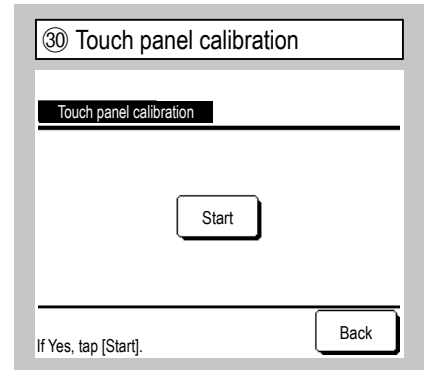 ㉚ Touch panel calibration
Touch panel calibration
Start
If Yes, tap [Start].
Back